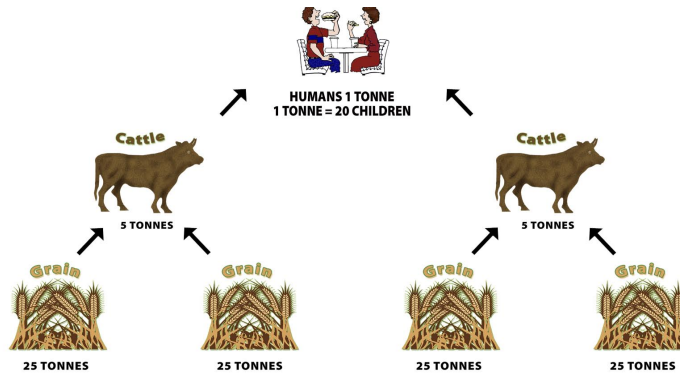 HUMANS 1 TONNE
1 TONNE = 20 CHILDREN
Cattle
Cattle
5 TONNES
5 TONNES
Grain
Grain
Grain
Grain
25 TONNES
25 TONNES
25 TONNES
25 TONNES